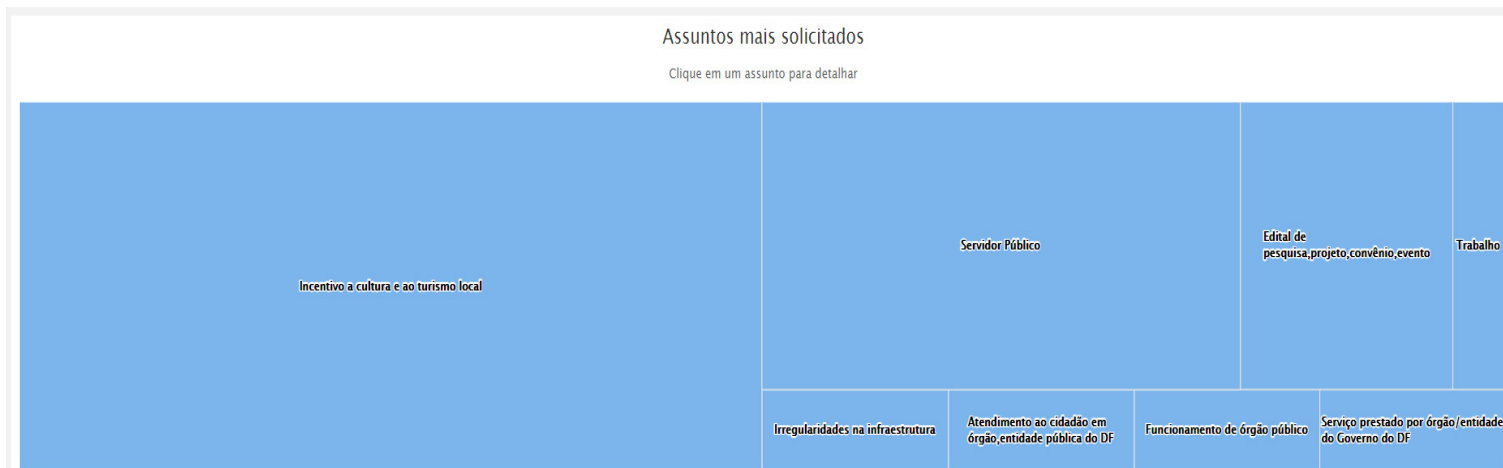 Assuntos mais solicitados
Clique em um assunto para detalhar
Incentivo a cultura e ao turismo local
Servidor Público
Edital de
pesquisa,projeto,convênio,evento
Trabalho
Irregularidades na infraestrutura
Atendimento ao cidadão em
órgão,entidade pública do DF
Funcionamento de órgão público
Serviço prestado por órgão/entidade
do Governo do DF